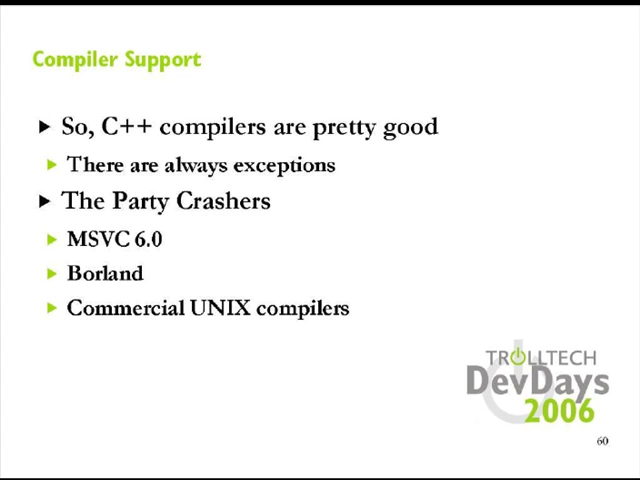 Compiler Support
So, C++ compilers are pretty good
There are always exceptions
The Party Crashers
MSVC 6.0
Borland
Commercial UNIX compilers
TROLLTECH
DevDays
2006
60